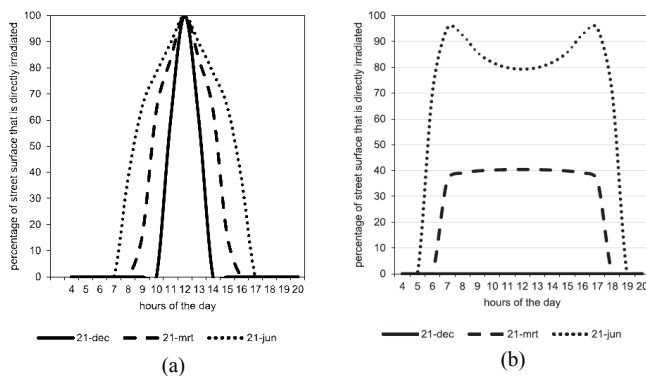 percentage of street surface that is directly irradiated
100
90
80
70
60
50
40
30
20
10
0
4 5 6 7 8 9 10 11 12 13 14 15 16 17 18 19 20
hours of the day
21-dec 21-mrt 21-jun
(a)
percentage of street surface that is directly irradiated
100
90
80
70
60
50
40
30
20
10
0
4 5 6 7 8 9 10 11 12 13 14 15 16 17 18 19 20
hours of the day
21-dec 21-mrt 21-jun
(b)